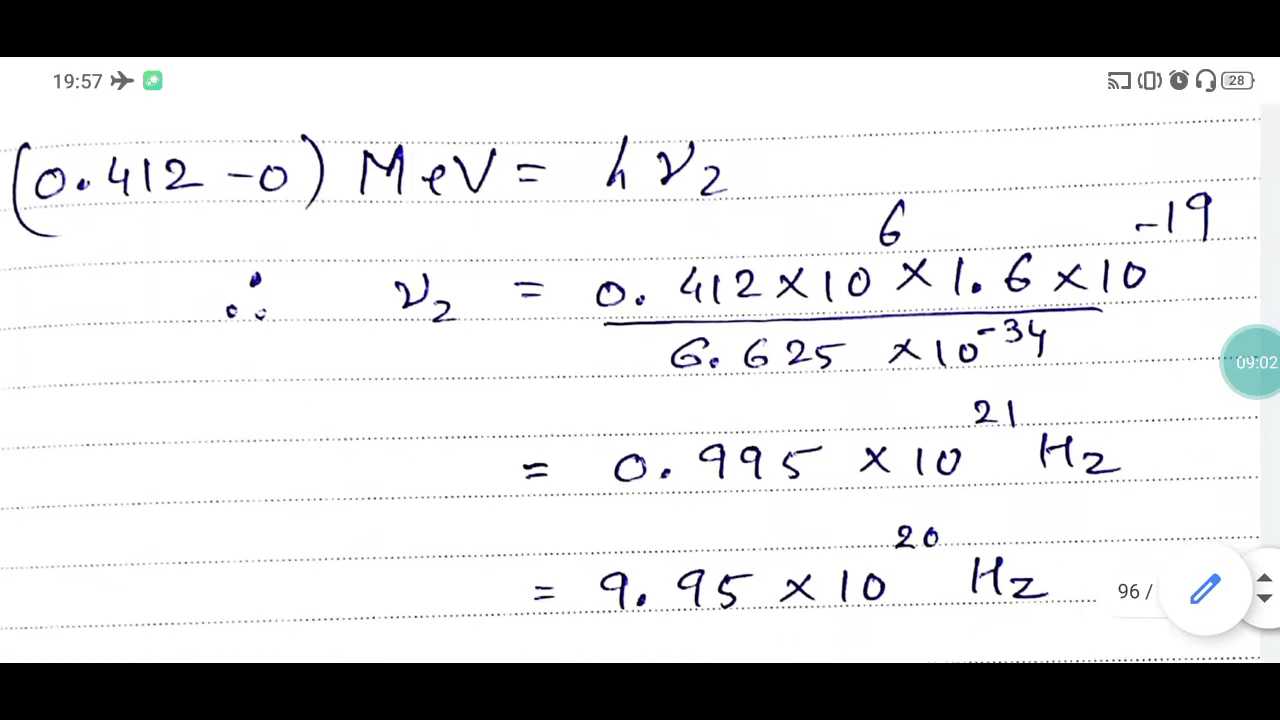 19:57 28
(0.412 - 0) MeV = hν₂
∴ ν₂ = 0.412 × 10⁶ × 1.6 × 10⁻¹⁹
6.625 × 10⁻³⁴
09:02
= 0.995 × 10²¹ Hz
= 9.95 × 10²⁰ Hz
96 /